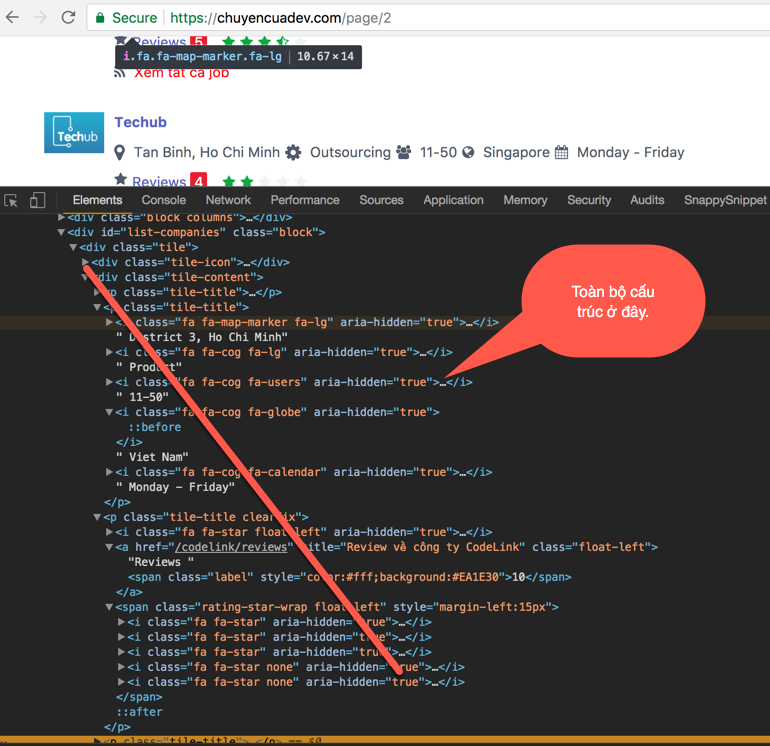 Secure https://chuyencuadev.com/page/2
Reviews 5
i.fa.fa-map-marker.fa-lg 10.67×14
Xem tất cả job
Techub
Techub
Tan Binh, Ho Chi Minh Outsourcing 11-50 Singapore Monday - Friday
Reviews 4
Elements Console Network Performance Sources Application Memory Security Audits SnappySnippet
<div class="block columns">…</div>
<div id="list-companies" class="block">
<div class="tile">
<div class="tile-icon">…</div>
<div class="tile-content">
<p class="tile-title">…</p>
<p class="tile-title">
<i class="fa fa-map-marker fa-lg" aria-hidden="true">…</i>
" District 3, Ho Chi Minh"
<i class="fa fa-cog fa-lg" aria-hidden="true">…</i>
" Product"
<i class="fa fa-cog fa-users" aria-hidden="true">…</i>
" 11-50"
<i class="fa fa-cog fa-globe" aria-hidden="true">
::before
</i>
" Viet Nam"
<i class="fa fa-cog fa-calendar" aria-hidden="true">…</i>
" Monday - Friday"
</p>
<p class="tile-title clearfix">
<i class="fa fa-star float-left" aria-hidden="true">…</i>
<a href="/codelink/reviews" title="Review về công ty CodeLink" class="float-left">
"Reviews "
<span class="label" style="color:#fff;background:#EA1E30">10</span>
</a>
<span class="rating-star-wrap float-left" style="margin-left:15px">
<i class="fa fa-star" aria-hidden="true">…</i>
<i class="fa fa-star" aria-hidden="true">…</i>
<i class="fa fa-star" aria-hidden="true">…</i>
<i class="fa fa-star none" aria-hidden="true">…</i>
<i class="fa fa-star none" aria-hidden="true">…</i>
</span>
::after
</p>
<p class="tile-title">…</p> == $0
Toàn bộ cấu
trúc ở đây.